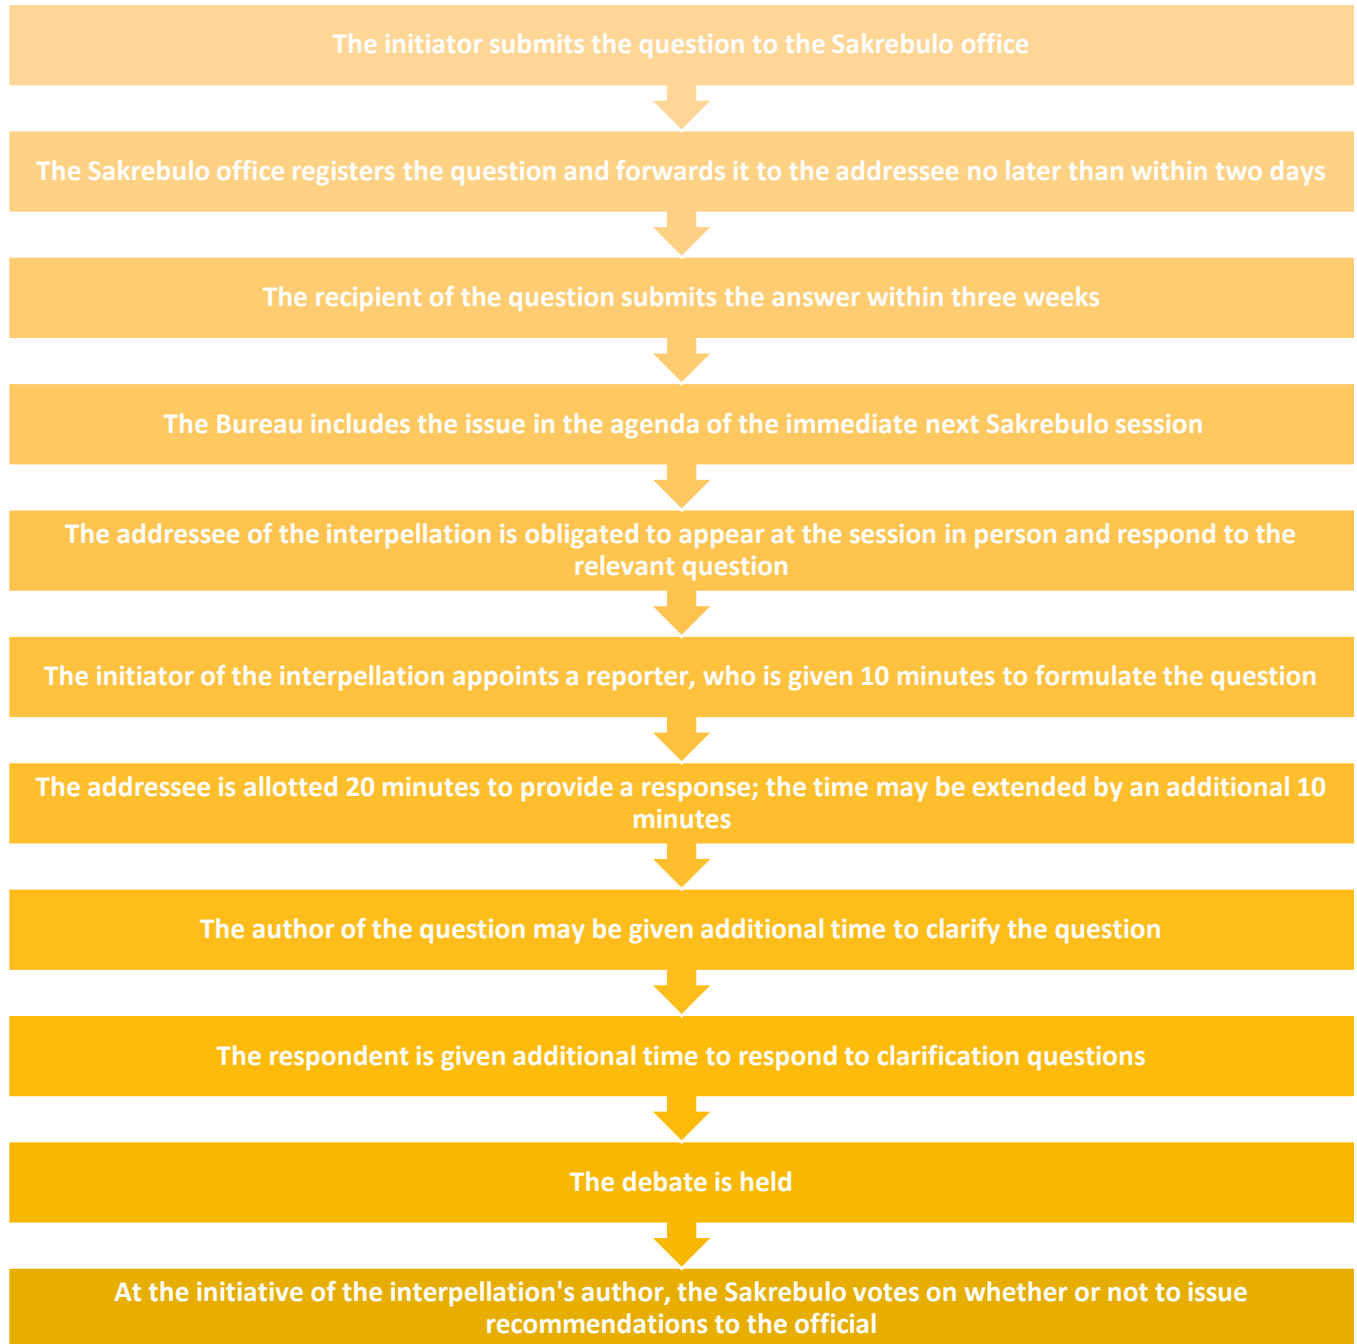 The initiator submits the question to the Sakrebulo office
The Sakrebulo office registers the question and forwards it to the addressee no later than within two days
The recipient of the question submits the answer within three weeks
The Bureau includes the issue in the agenda of the immediate next Sakrebulo session
The addressee of the interpellation is obligated to appear at the session in person and respond to the
relevant question
The initiator of the interpellation appoints a reporter, who is given 10 minutes to formulate the question
The addressee is allotted 20 minutes to provide a response; the time may be extended by an additional 10
minutes
The author of the question may be given additional time to clarify the question
The respondent is given additional time to respond to clarification questions
The debate is held
At the initiative of the interpellation's author, the Sakrebulo votes on whether or not to issue
recommendations to the official